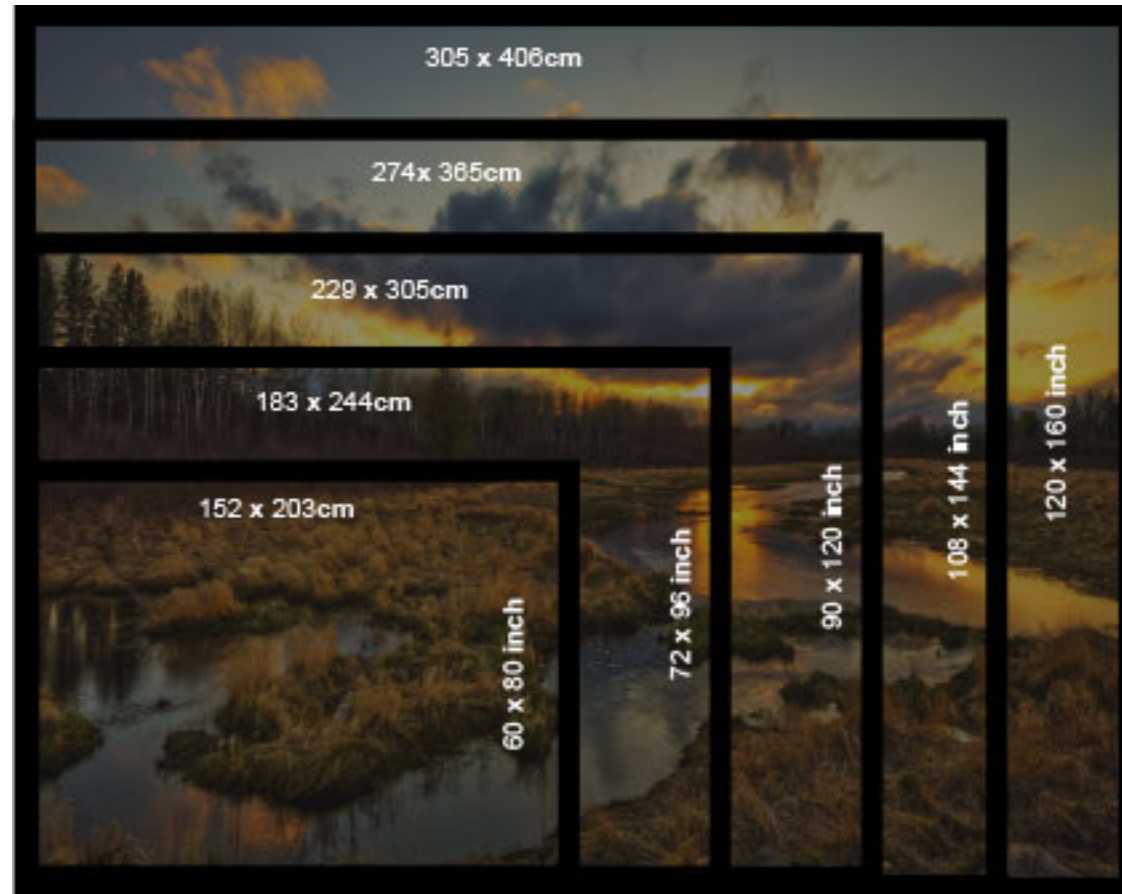 305 x 406cm
274x 365cm
229 x 305cm
183 x 244cm
152 x 203cm
60 x 80 inch
72 x 96 inch
90 x 120 inch
108 x 144 inch
120 x 160 inch